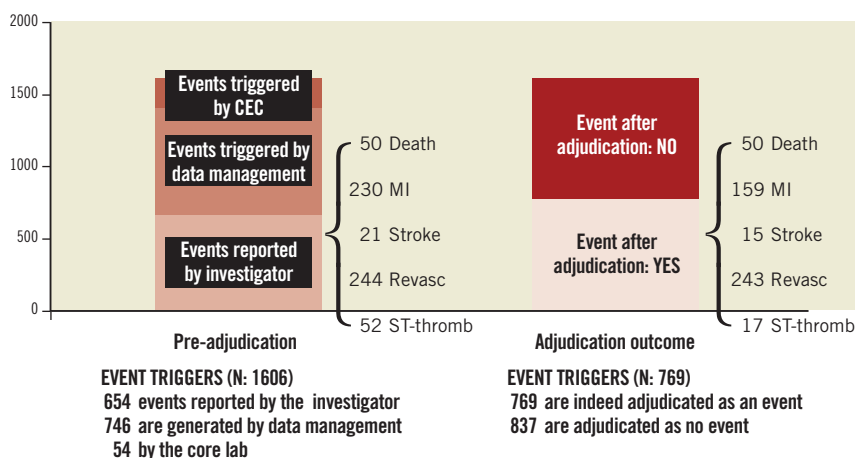 2000
1500
1000
500
0
Events triggered
by CEC
Events triggered by
data management
Events reported
by investigator
50 Death
230 MI
21 Stroke
244 Revasc
52 ST-thromb
Event after
adjudication: NO
Event after
adjudication: YES
50 Death
159 MI
15 Stroke
243 Revasc
17 ST-thromb
Pre-adjudication
Adjudication outcome
EVENT TRIGGERS (N: 1606)
654 events reported by the investigator
746 are generated by data management
54 by the core lab
EVENT TRIGGERS (N: 769)
769 are indeed adjudicated as an event
837 are adjudicated as no event